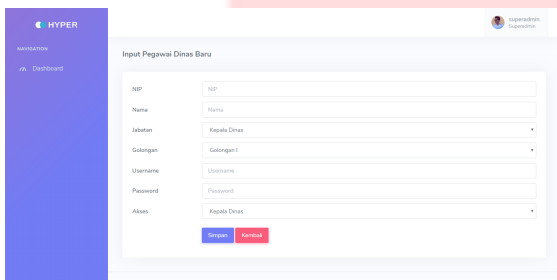 HYPER
superadmin
Superadmin
NAVIGATION
Dashboard
Input Pegawai Dinas Baru
NIP
NIP
Nama
Nama
Jabatan
Kepala Dinas
Golongan
Golongan I
Username
Username
Password
Password
Akses
Kepala Dinas
Simpan
Kembali